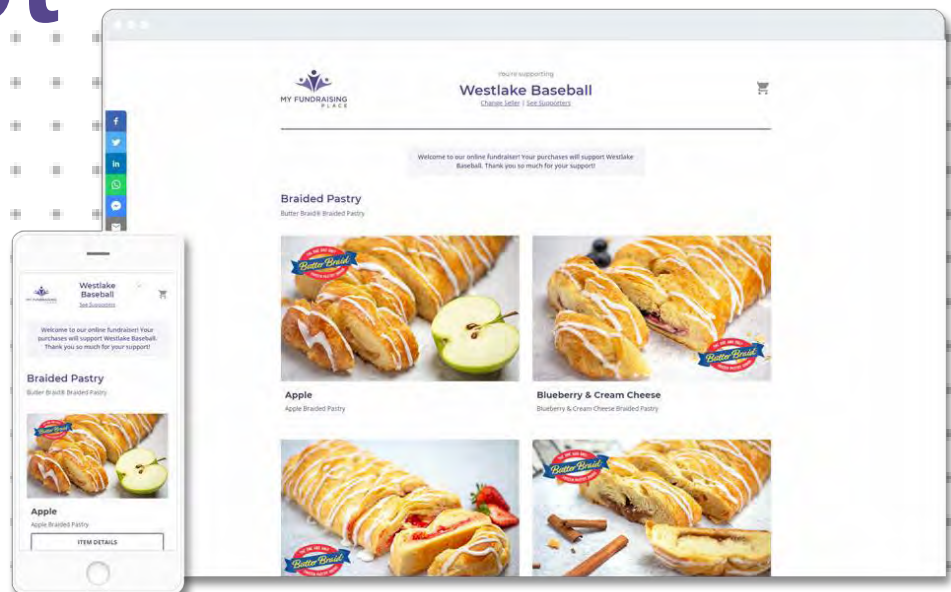 You're supporting
MY FUNDRAISING
PLACE
Westlake Baseball
Change Seller | See Supporters
Welcome to our online fundraiser! Your purchases will support Westlake
Baseball. Thank you so much for your support!
Braided Pastry
Butter Braid® Braided Pastry
Butter Braid
Butter Braid
Apple
Apple Braided Pastry
Blueberry & Cream Cheese
Blueberry & Cream Cheese Braided Pastry
Butter Braid
Butter Braid
MY FUNDRAISING
Westlake
Baseball
See Supporters
Welcome to our online fundraiser! Your
purchases will support Westlake Baseball.
Thank you so much for your support!
Braided Pastry
Butter Braid® Braided Pastry
Butter Braid
Apple
Apple Braided Pastry
ITEM DETAILS